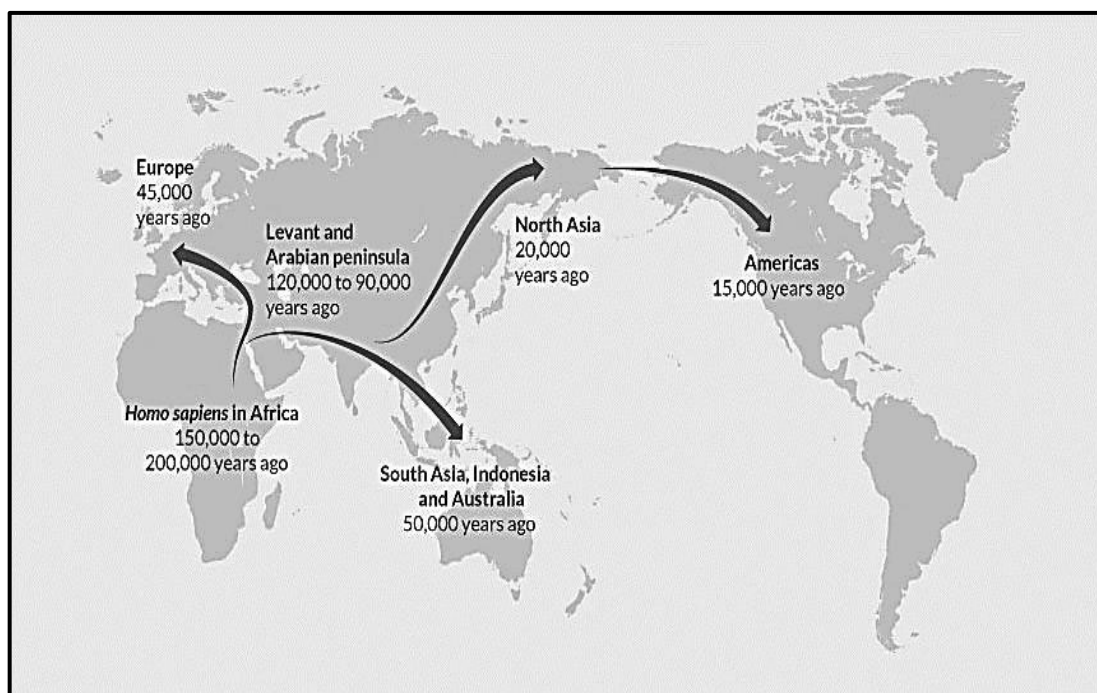 Europe
45,000
years ago
Levant and
Arabian peninsula
120,000 to 90,000
years ago
North Asia
20,000
years ago
Americas
15,000 years ago
Homo sapiens in Africa
150,000 to
200,000 years ago
South Asia, Indonesia
and Australia
50,000 years ago